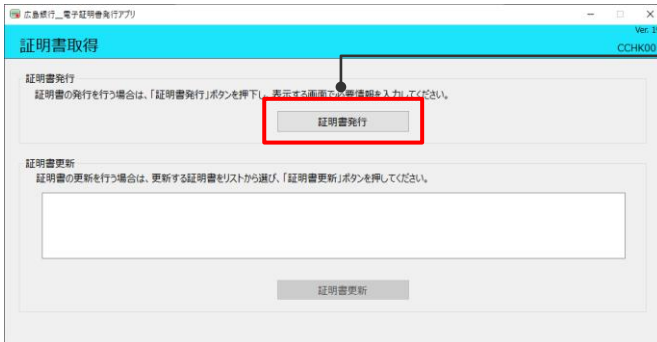 広島銀行__電子証明書発行アプリ
Ver. 1
証明書取得
CCHK00
証明書発行
証明書の発行を行う場合は、「証明書発行」ボタンを押下し、表示する画面で必要情報を入力してください。
証明書発行
証明書更新
証明書の更新を行う場合は、更新する証明書をリストから選び、「証明書更新」ボタンを押してください。
証明書更新